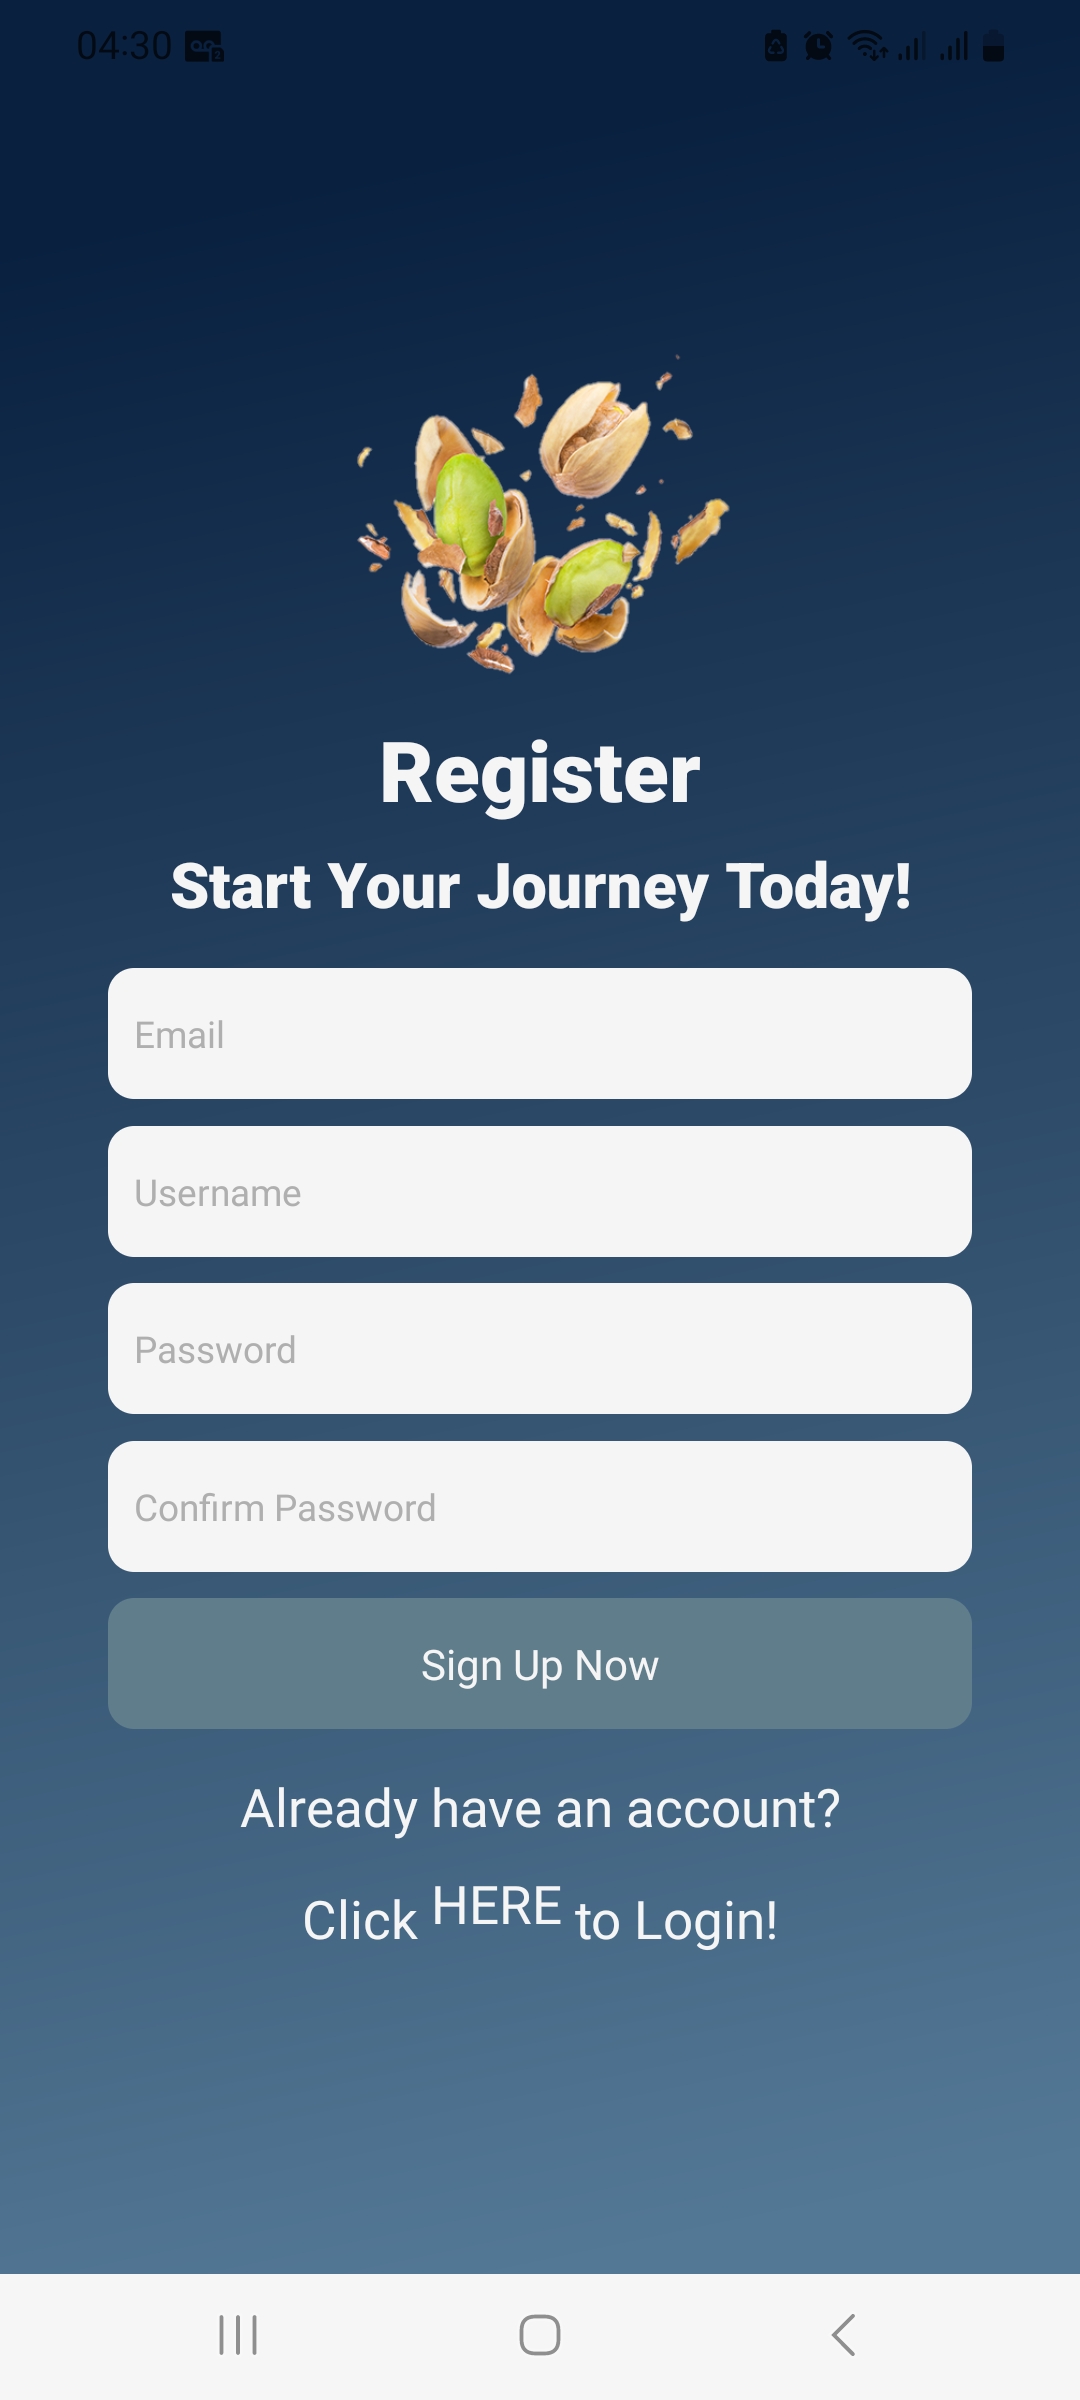 04:30
Register
Start Your Journey Today!
Email
Username
Password
Confirm Password
Sign Up Now
Already have an account?
Click HERE to Login!